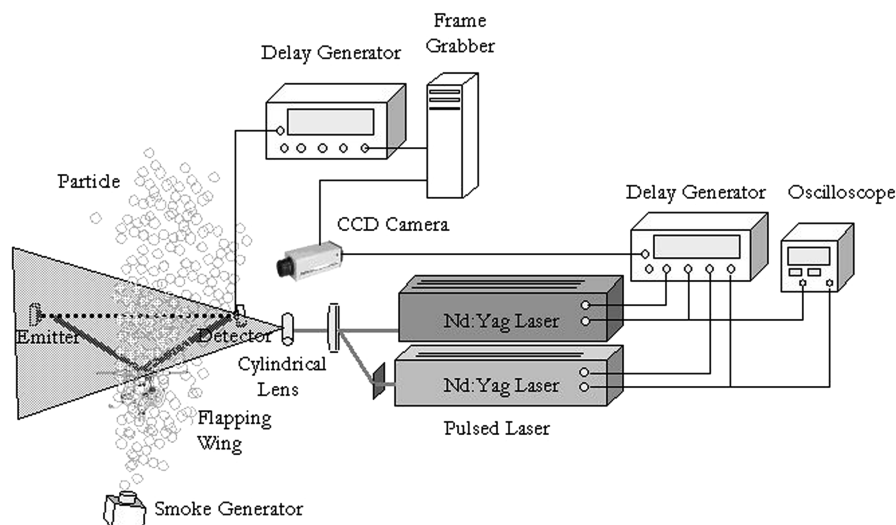 Frame
Grabber
Delay Generator
Particle
Delay Generator
Oscilloscope
CCD Camera
Emitter
Detector
Nd:Yag Laser
Cylindrical
Lens
Nd:Yag Laser
Flapping
Wing
Pulsed Laser
Smoke Generator